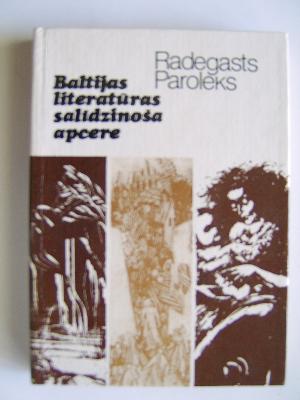 Radegasts
Paroleks
Baltijas
literatūras
salīdzinoša
apcere